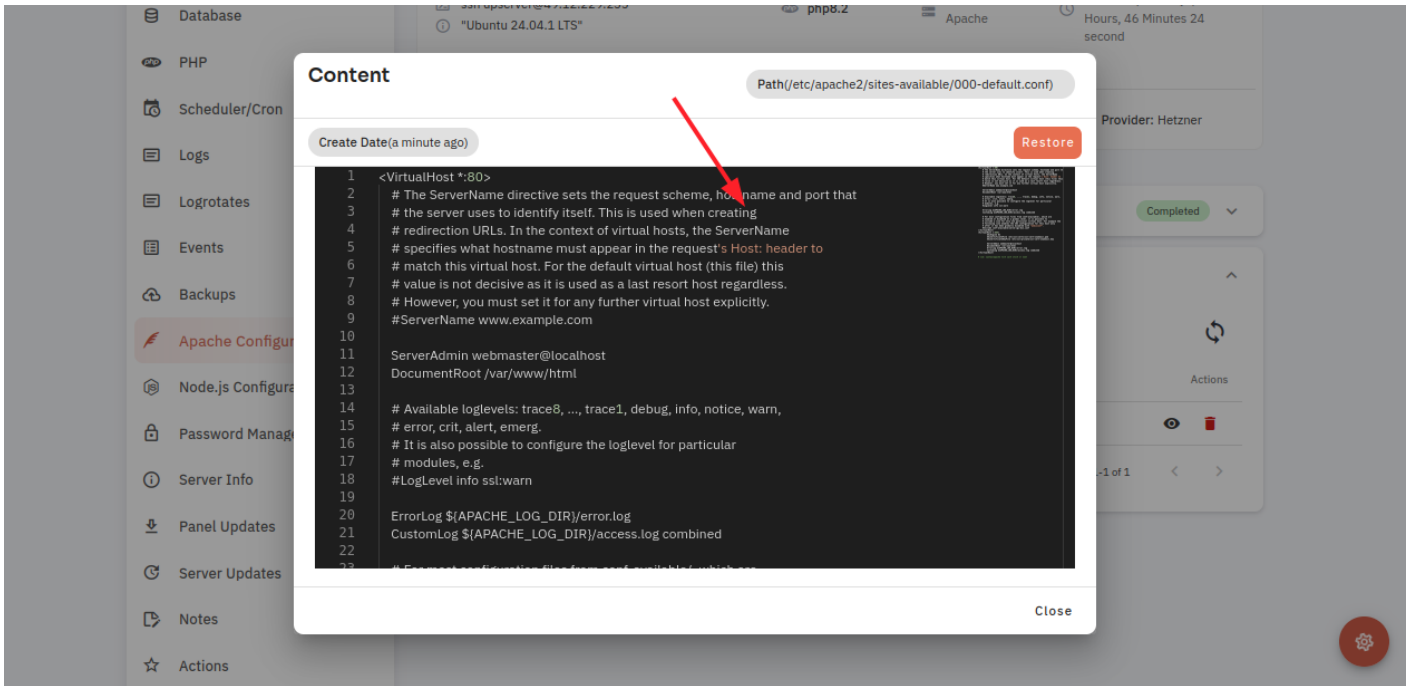 Database
php8.2
"Ubuntu 24.04.1 LTS"
Apache
Hours, 46 Minutes 24
second
PHP
Content
Path(/etc/apache2/sites-available/000-default.conf)
Scheduler/Cron
Provider: Hetzner
Create Date(a minute ago)
Restore
Logs
1 <VirtualHost *:80>
2 # The ServerName directive sets the request scheme, hostname and port that
3 # the server uses to identify itself. This is used when creating
4 # redirection URLs. In the context of virtual hosts, the ServerName
5 # specifies what hostname must appear in the request's Host: header to
6 # match this virtual host. For the default virtual host (this file) this
7 # value is not decisive as it is used as a last resort host regardless.
8 # However, you must set it for any further virtual host explicitly.
9 #ServerName www.example.com
10
11 ServerAdmin webmaster@localhost
12 DocumentRoot /var/www/html
13
14 # Available loglevels: trace8, ..., trace1, debug, info, notice, warn,
15 # error, crit, alert, emerg.
16 # It is also possible to configure the loglevel for particular
17 # modules, e.g.
18 #LogLevel info ssl:warn
19
20 ErrorLog ${APACHE_LOG_DIR}/error.log
21 CustomLog ${APACHE_LOG_DIR}/access.log combined
22
23 # For most configuration files from conf-available/, which are
Logrotates
Completed
Events
Backups
Apache Configur
Node.js Configura
Actions
Password Manage
Server Info
-1 of 1
Panel Updates
Server Updates
Close
Notes
Actions